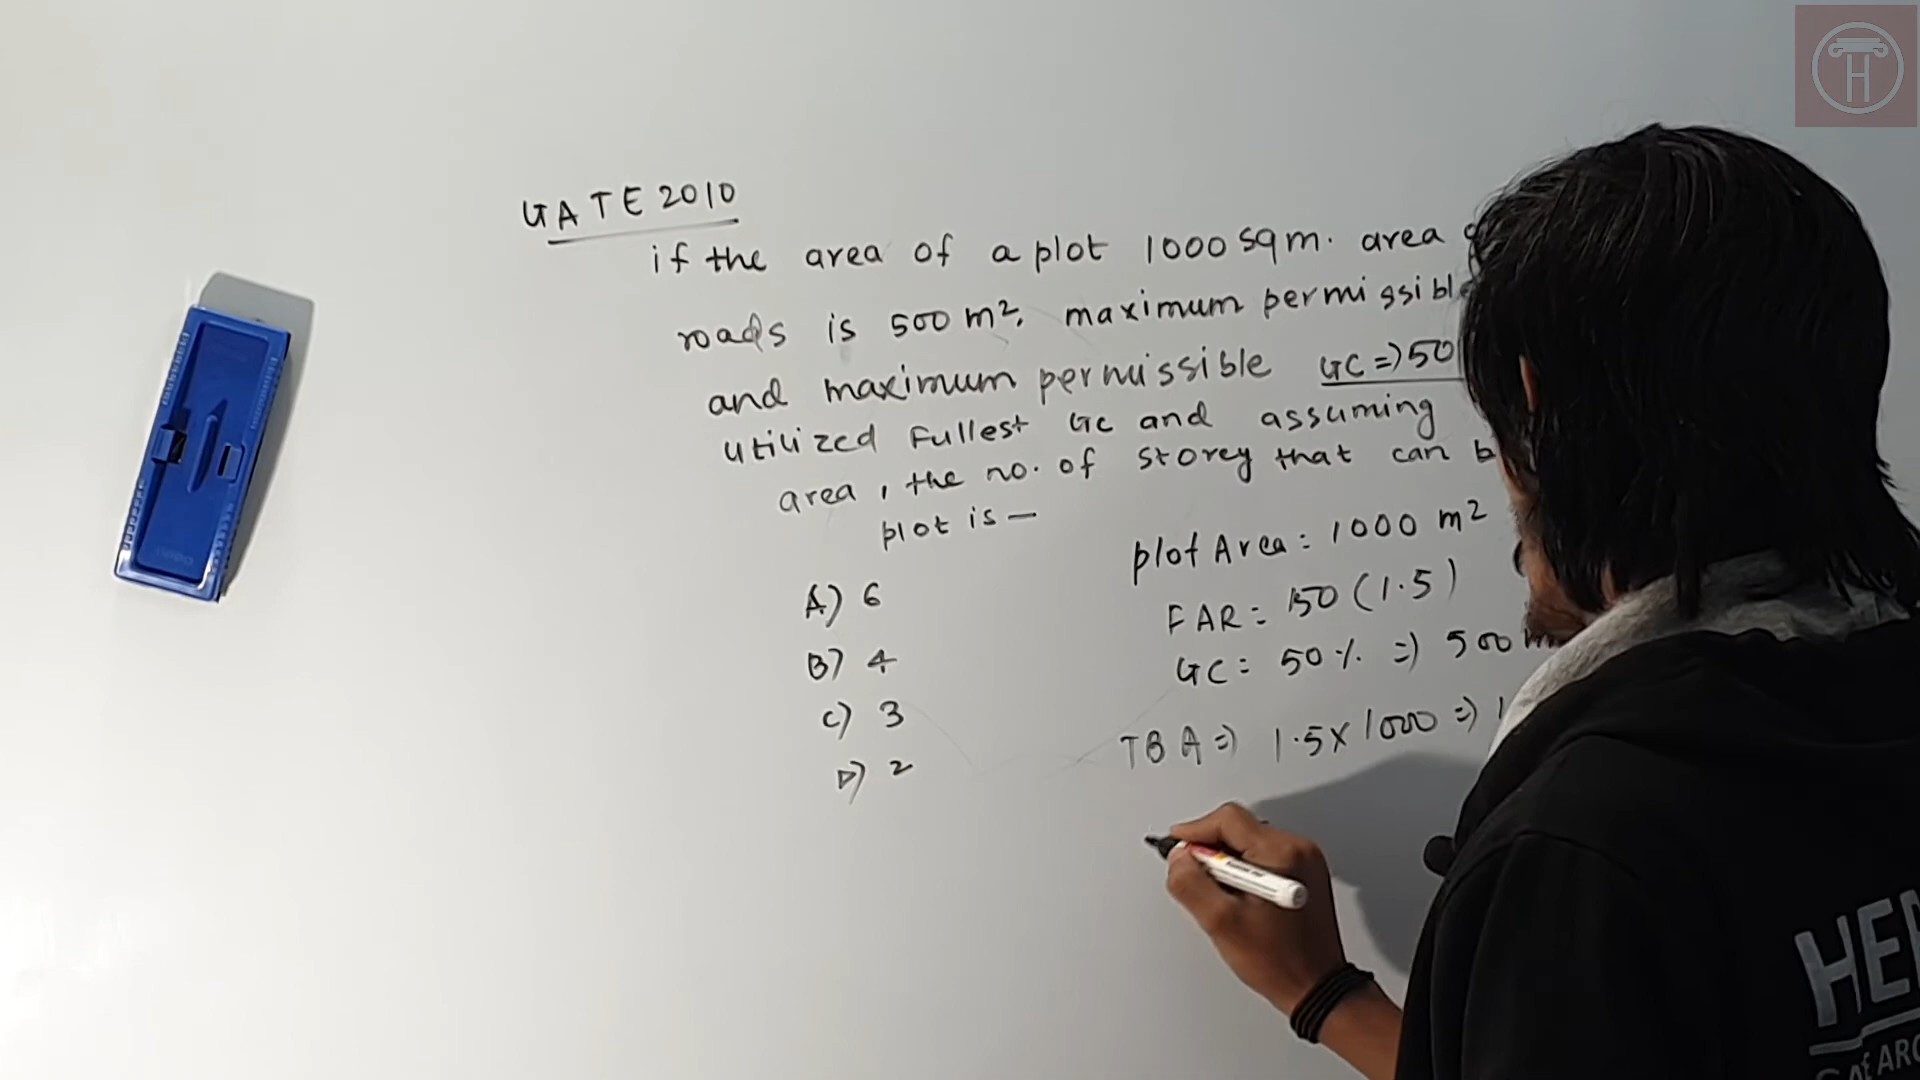 GATE 2010
if the area of a plot 1000 sqm. area
roads is 500 m². maximum permissible
and maximum permissible GC => 50
utilized Fullest GC and assuming
area, the no. of storey that can
plot is —
A) 6
B) 4
C) 3
D) 2
plot Area = 1000 m²
FAR = 150 (1.5)
GC = 50% => 500
TBA => 1.5 x 1000 =>
H